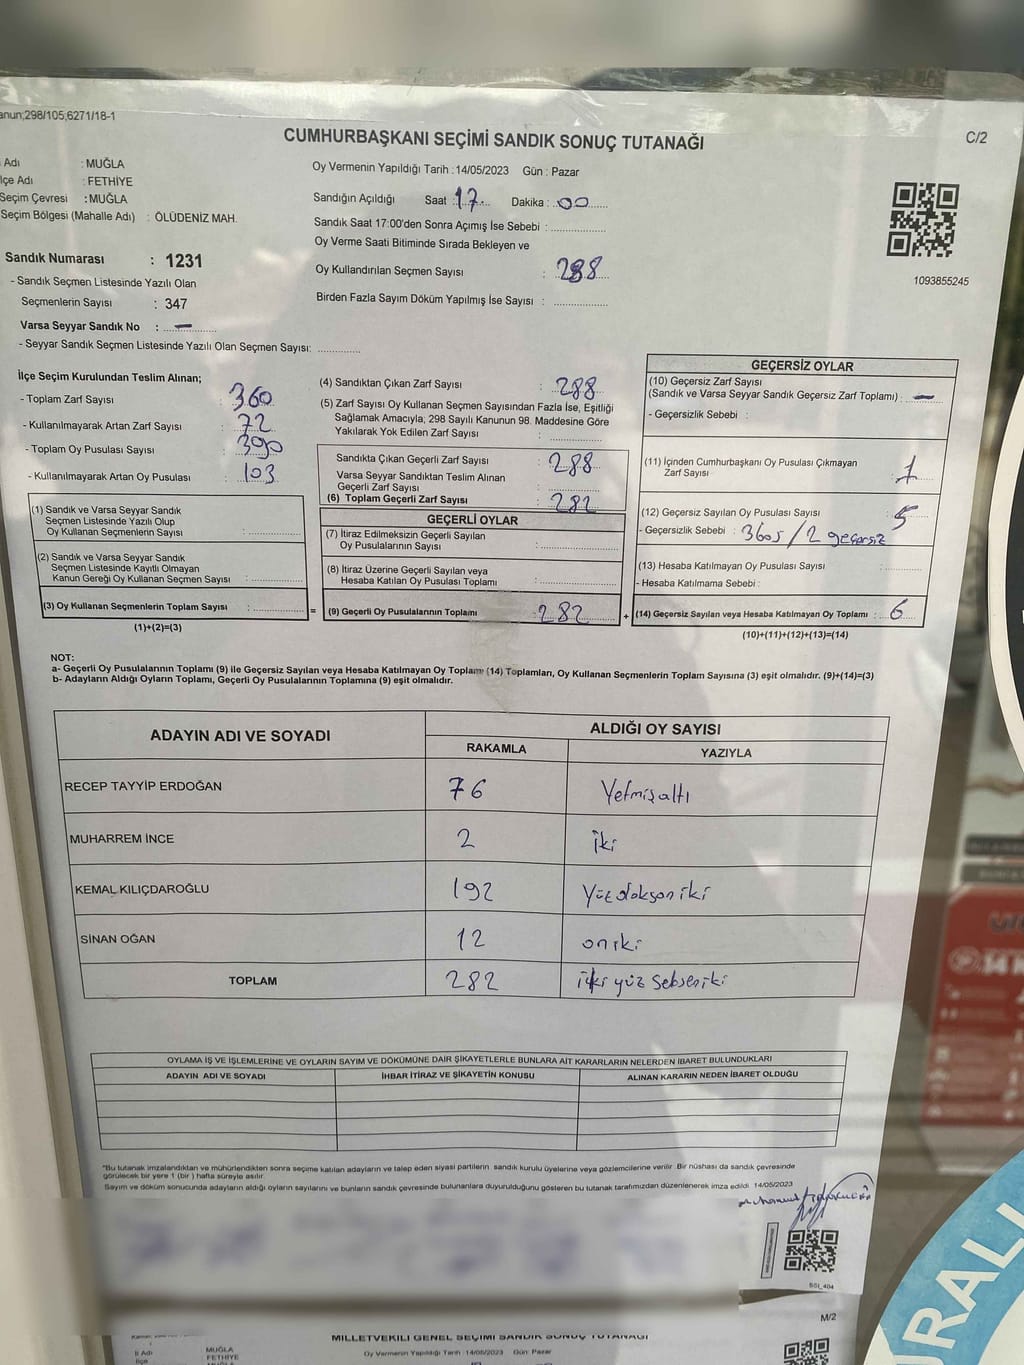 anun;298/105,6271/18-1
CUMHURBAŞKANI SEÇİMİ SANDIK SONUÇ TUTANAĞI
C/2
Adı : MUĞLA
lçe Adı : FETHİYE
Seçim Çevresi : MUĞLA
Seçim Bölgesi (Mahalle Adı) : ÖLÜDENİZ MAH.
Oy Vermenin Yapıldığı Tarih : 14/05/2023 Gün : Pazar
Sandığın Açıldığı Saat : 17 Dakika : 00
Sandık Saat 17:00'den Sonra Açımış İse Sebebi :
Oy Verme Saati Bitiminde Sırada Bekleyen ve
Oy Kullandırılan Seçmen Sayısı : 288
Birden Fazla Sayım Döküm Yapılmış İse Sayısı :
1093855245
Sandık Numarası : 1231
- Sandık Seçmen Listesinde Yazılı Olan
Seçmenlerin Sayısı : 347
Varsa Seyyar Sandık No : —
- Seyyar Sandık Seçmen Listesinde Yazılı Olan Seçmen Sayısı:
İlçe Seçim Kurulundan Teslim Alınan;
- Toplam Zarf Sayısı : 360
- Kullanılmayarak Artan Zarf Sayısı : 72
- Toplam Oy Pusulası Sayısı : 390
- Kullanılmayarak Artan Oy Pusulası : 103
(1) Sandık ve Varsa Seyyar Sandık
Seçmen Listesinde Yazılı Olup
Oy Kullanan Seçmenlerin Sayısı :
(2) Sandık ve Varsa Seyyar Sandık
Seçmen Listesinde Kayıtlı Olmayan
Kanun Gereği Oy Kullanan Seçmen Sayısı :
(3) Oy Kullanan Seçmenlerin Toplam Sayısı : =
(1)+(2)=(3)
(4) Sandıktan Çıkan Zarf Sayısı : 288
(5) Zarf Sayısı Oy Kullanan Seçmen Sayısından Fazla İse, Eşitliği
Sağlamak Amacıyla; 298 Sayılı Kanunun 98. Maddesine Göre
Yakılarak Yok Edilen Zarf Sayısı :
Sandıkta Çıkan Geçerli Zarf Sayısı : 288
Varsa Seyyar Sandıktan Teslim Alınan
Geçerli Zarf Sayısı :
(6) Toplam Geçerli Zarf Sayısı : 282
GEÇERLİ OYLAR
(7) İtiraz Edilmeksizin Geçerli Sayılan
Oy Pusulalarının Sayısı :
(8) İtiraz Üzerine Geçerli Sayılan veya
Hesaba Katılan Oy Pusulası Toplamı :
(9) Geçerli Oy Pusulalarının Toplamı : 282 +
GEÇERSİZ OYLAR
(10) Geçersiz Zarf Sayısı
(Sandık ve Varsa Seyyar Sandık Geçersiz Zarf Toplamı) : —
- Geçersizlik Sebebi :
(11) İçinden Cumhurbaşkanı Oy Pusulası Çıkmayan
Zarf Sayısı : 1
(12) Geçersiz Sayılan Oy Pusulası Sayısı : 5
- Geçersizlik Sebebi : /2 geçersiz
(13) Hesaba Katılmayan Oy Pusulası Sayısı :
- Hesaba Katılmama Sebebi :
(14) Geçersiz Sayılan veya Hesaba Katılmayan Oy Toplamı : 6
(10)+(11)+(12)+(13)=(14)
NOT:
a- Geçerli Oy Pusulalarının Toplamı (9) ile Geçersiz Sayılan veya Hesaba Katılmayan Oy Toplamı (14) Toplamları, Oy Kullanan Seçmenlerin Toplam Sayısına (3) eşit olmalıdır. (9)+(14)=(3)
b- Adayların Aldığı Oyların Toplamı, Geçerli Oy Pusulalarının Toplamına (9) eşit olmalıdır.
ADAYIN ADI VE SOYADI
ALDIĞI OY SAYISI
RAKAMLA YAZIYLA
RECEP TAYYİP ERDOĞAN 76 Yetmişaltı
MUHARREM İNCE 2 iki
KEMAL KILIÇDAROĞLU 192 Yüzdoksoniki
SİNAN OĞAN 12 oniki
TOPLAM 282 iki yüz sekseniki
OYLAMA İŞ VE İŞLEMLERİNE VE OYLARIN SAYIM VE DÖKÜMÜNE DAİR ŞİKAYETLERLE BUNLARA AİT KARARLARIN NELERDEN İBARET BULUNDUKLARI
ADAYIN ADI VE SOYADI İHBAR İTİRAZ VE ŞİKAYETİN KONUSU ALINAN KARARIN NEDEN İBARET OLDUĞU
*Bu tutanak imzalandıktan ve mühürlendikten sonra seçime katılan adayların ve talep eden siyasi partilerin sandık kurulu üyelerine veya gözlemcilerine verilir. Bir nüshası da sandık çevresinde
görülecek bir yere 1 (bir) hafta süreyle asılır.
Sayım ve döküm sonucunda adayların aldığı oyların sayılarını ve bunların sandık çevresinde bulunanlara duyurulduğunu gösteren bu tutanak tarafımızdan düzenlenerek imza edildi. 14/05/2023
M/2
MİLLETVEKİLİ GENEL SEÇİMİ SANDIK SONUÇ TUTANAĞI
İl Adı MUĞLA
İlçe FETHİYE
Oy Vermenin Yapıldığı Tarih :14/05/2023 Gün: Pazar
RALI